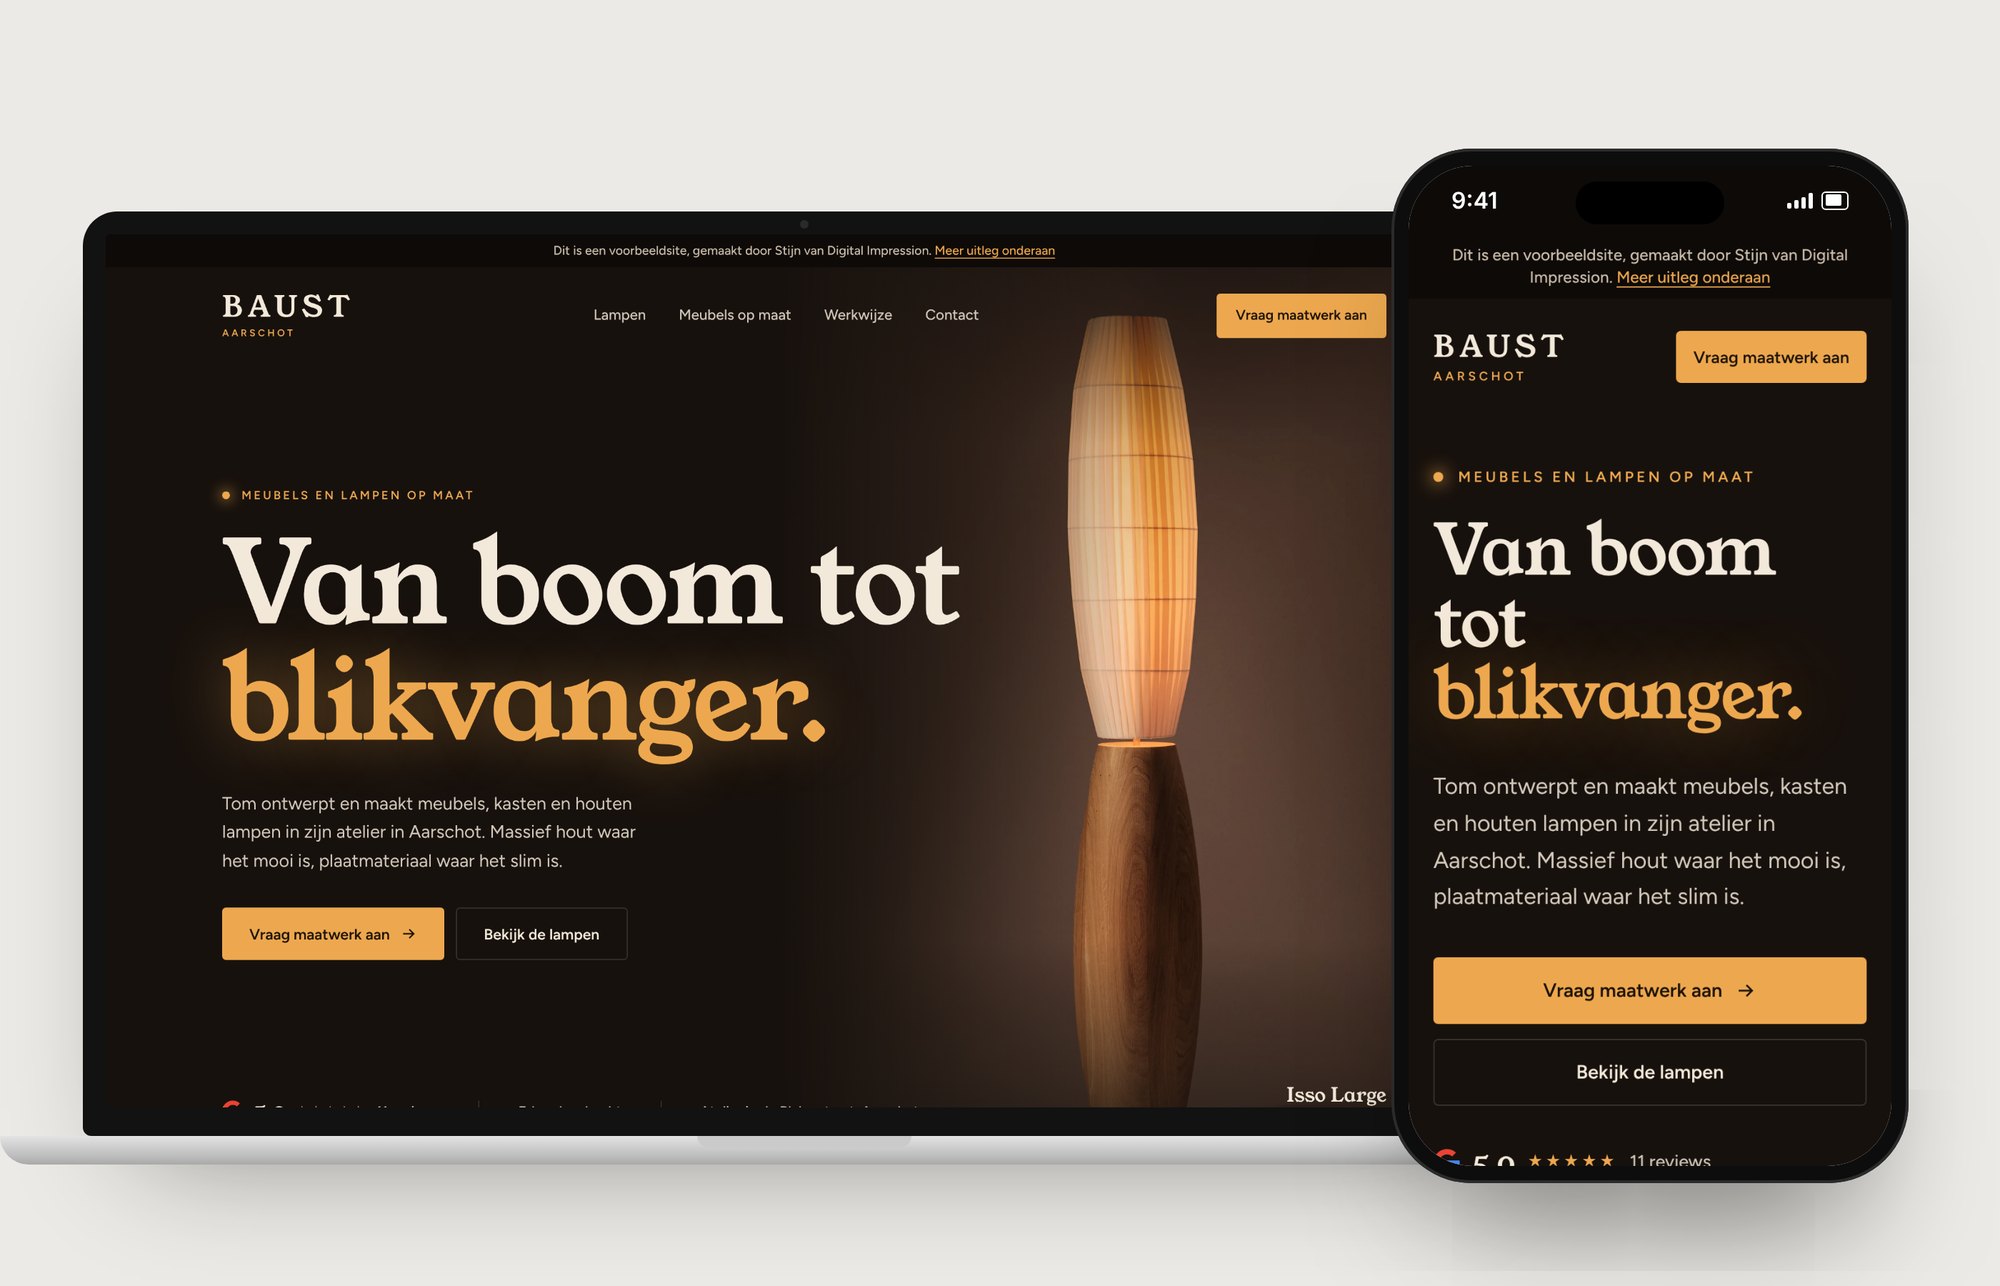 Dit is een voorbeeldsite, gemaakt door Stijn van Digital Impression. Meer uitleg onderaan
BAUST
AARSCHOT
Lampen
Meubels op maat
Werkwijze
Contact
Vraag maatwerk aan
MEUBELS EN LAMPEN OP MAAT
Van boom tot
blikvanger.
Tom ontwerpt en maakt meubels, kasten en houten
lampen in zijn atelier in Aarschot. Massief hout waar
het mooi is, plaatmateriaal waar het slim is.
Vraag maatwerk aan →
Bekijk de lampen
Isso Large
9:41
Dit is een voorbeeldsite, gemaakt door Stijn van Digital
Impression. Meer uitleg onderaan
BAUST
AARSCHOT
Vraag maatwerk aan
MEUBELS EN LAMPEN OP MAAT
Van boom
tot
blikvanger.
Tom ontwerpt en maakt meubels, kasten
en houten lampen in zijn atelier in
Aarschot. Massief hout waar het mooi is,
plaatmateriaal waar het slim is.
Vraag maatwerk aan →
Bekijk de lampen
★★★★★ 11 reviews